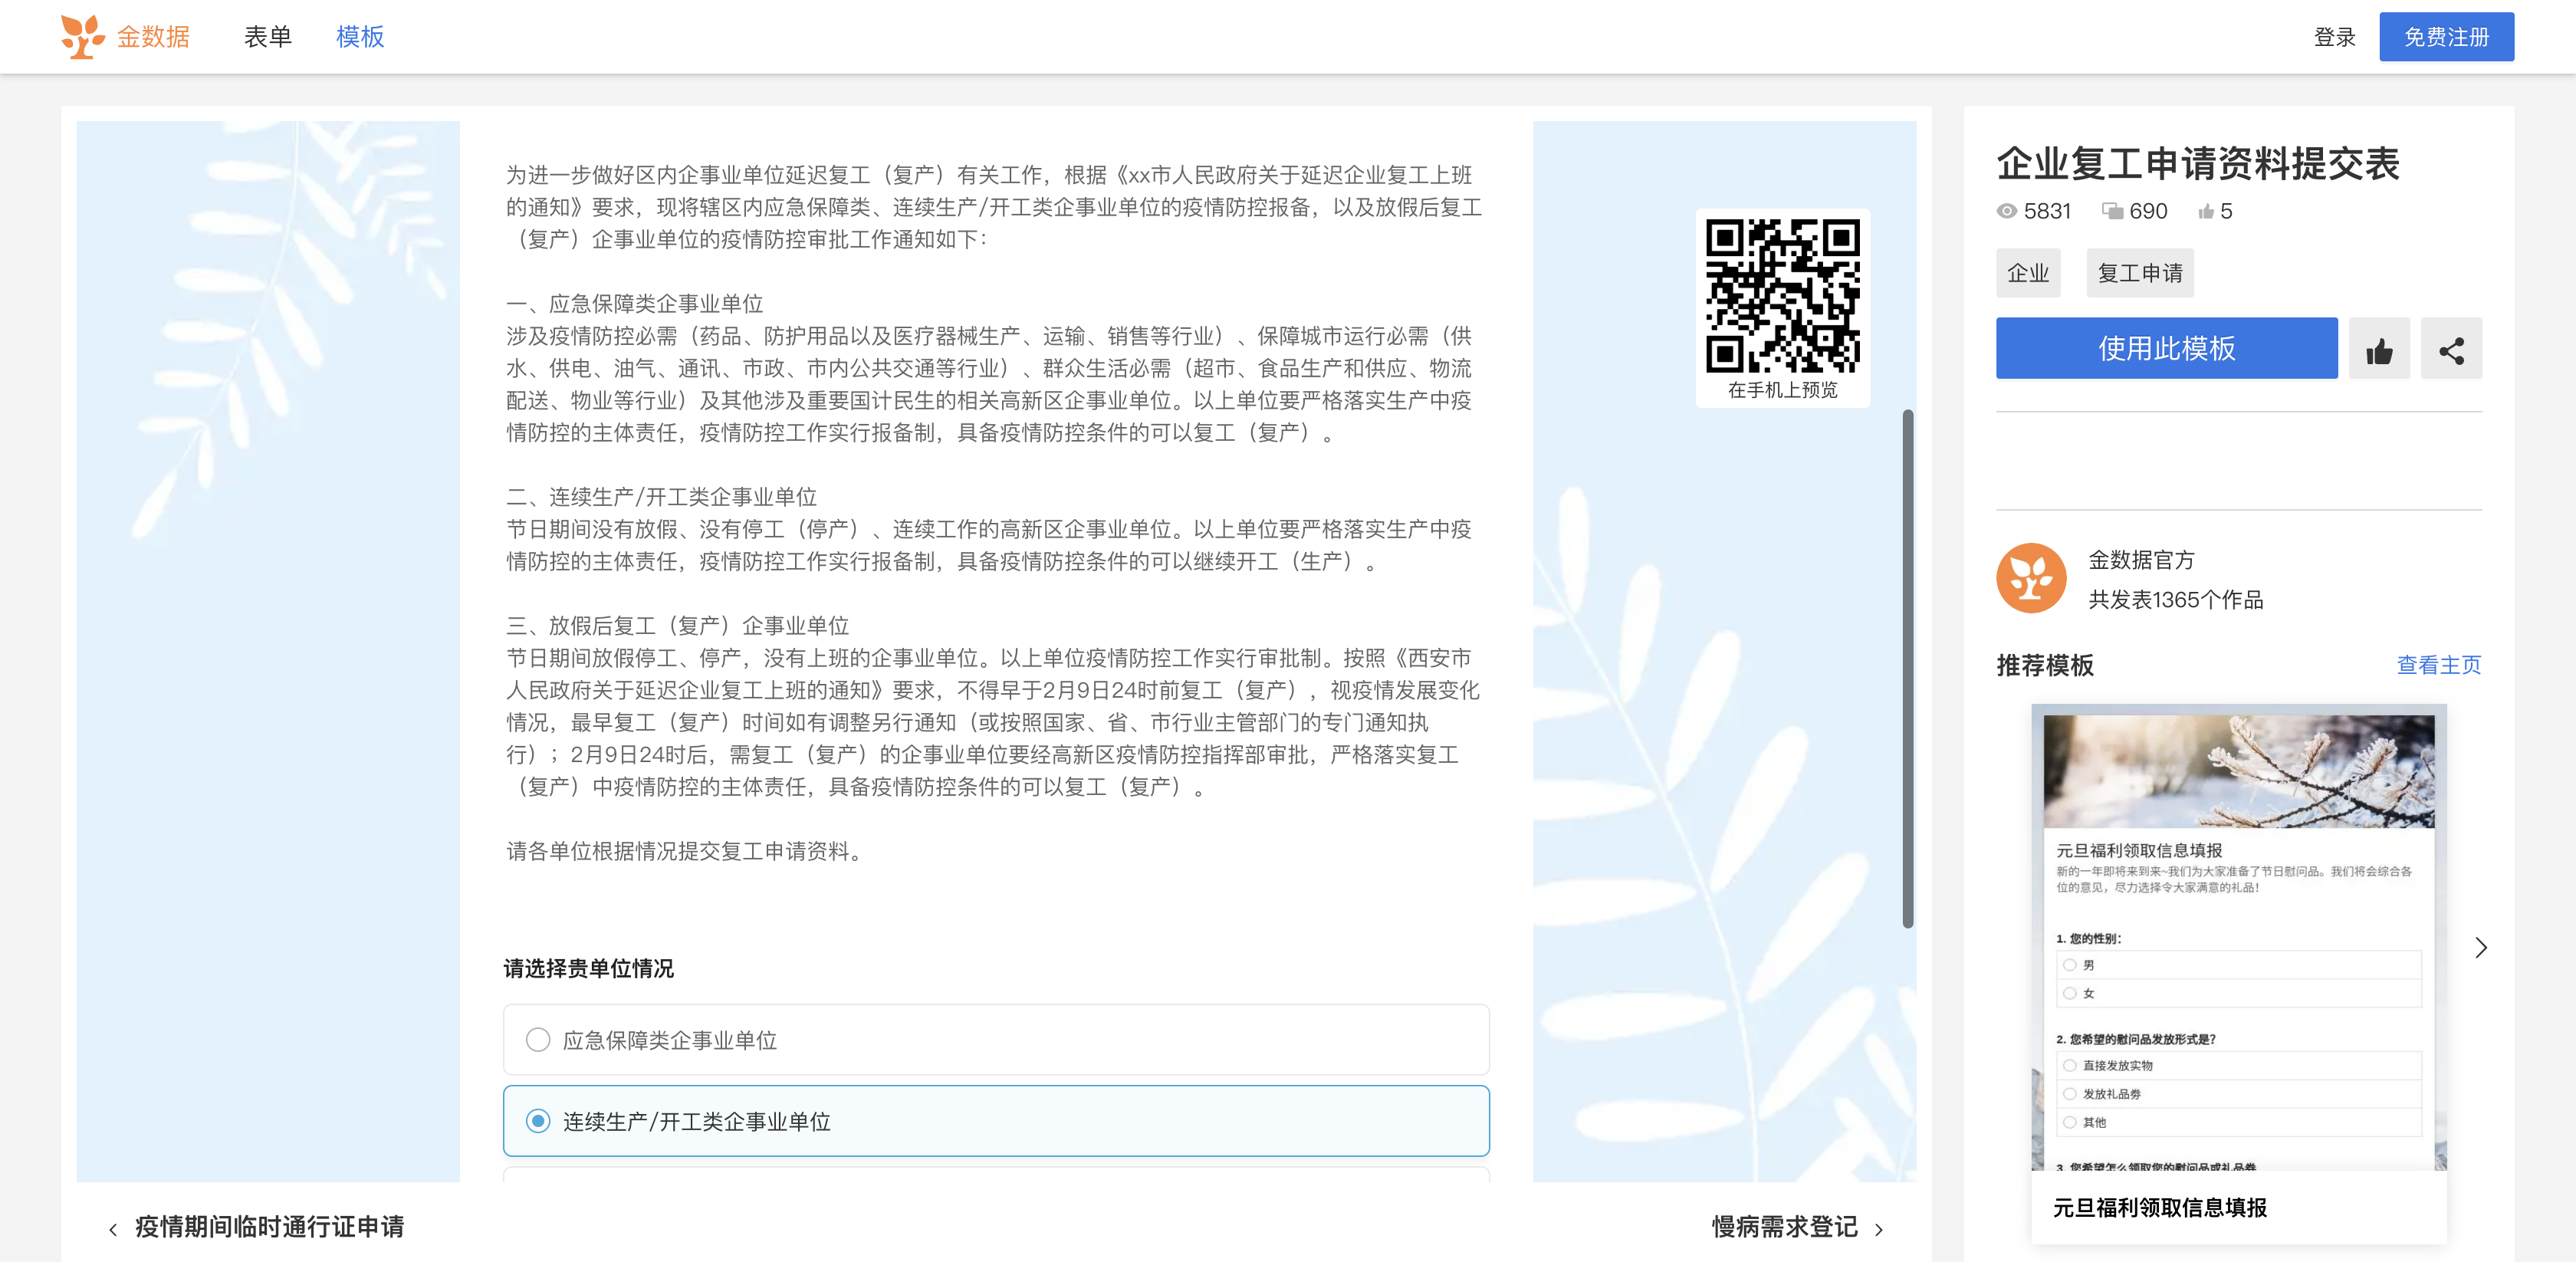 金数据
表单
模板
登录
免费注册
为进一步做好区内企事业单位延迟复工（复产）有关工作，根据《xx市人民政府关于延迟企业复工上班
的通知》要求，现将辖区内应急保障类、连续生产/开工类企事业单位的疫情防控报备，以及放假后复工
（复产）企事业单位的疫情防控审批工作通知如下：
一、应急保障类企事业单位
涉及疫情防控必需（药品、防护用品以及医疗器械生产、运输、销售等行业）、保障城市运行必需（供
水、供电、油气、通讯、市政、市内公共交通等行业）、群众生活必需（超市、食品生产和供应、物流
配送、物业等行业）及其他涉及重要国计民生的相关高新区企事业单位。以上单位要严格落实生产中疫
情防控的主体责任，疫情防控工作实行报备制，具备疫情防控条件的可以复工（复产）。
二、连续生产/开工类企事业单位
节日期间没有放假、没有停工（停产）、连续工作的高新区企事业单位。以上单位要严格落实生产中疫
情防控的主体责任，疫情防控工作实行报备制，具备疫情防控条件的可以继续开工（生产）。
三、放假后复工（复产）企事业单位
节日期间放假停工、停产，没有上班的企事业单位。以上单位疫情防控工作实行审批制。按照《西安市
人民政府关于延迟企业复工上班的通知》要求，不得早于2月9日24时前复工（复产），视疫情发展变化
情况，最早复工（复产）时间如有调整另行通知（或按照国家、省、市行业主管部门的专门通知执
行）；2月9日24时后，需复工（复产）的企事业单位要经高新区疫情防控指挥部审批，严格落实复工
（复产）中疫情防控的主体责任，具备疫情防控条件的可以复工（复产）。
请各单位根据情况提交复工申请资料。
请选择贵单位情况
应急保障类企事业单位
连续生产/开工类企事业单位
在手机上预览
疫情期间临时通行证申请
慢病需求登记
企业复工申请资料提交表
5831 690 5
企业
复工申请
使用此模板
金数据官方
共发表1365个作品
推荐模板
查看主页
元旦福利领取信息填报
新的一年即将来到来~我们为大家准备了节日慰问品。我们将会综合各
位的意见，尽力选择令大家满意的礼品！
1. 您的性别：
男
女
2. 您希望的慰问品发放形式是？
直接发放实物
发放礼品券
其他
3. 您希望怎么领取您的慰问品或礼品券
元旦福利领取信息填报